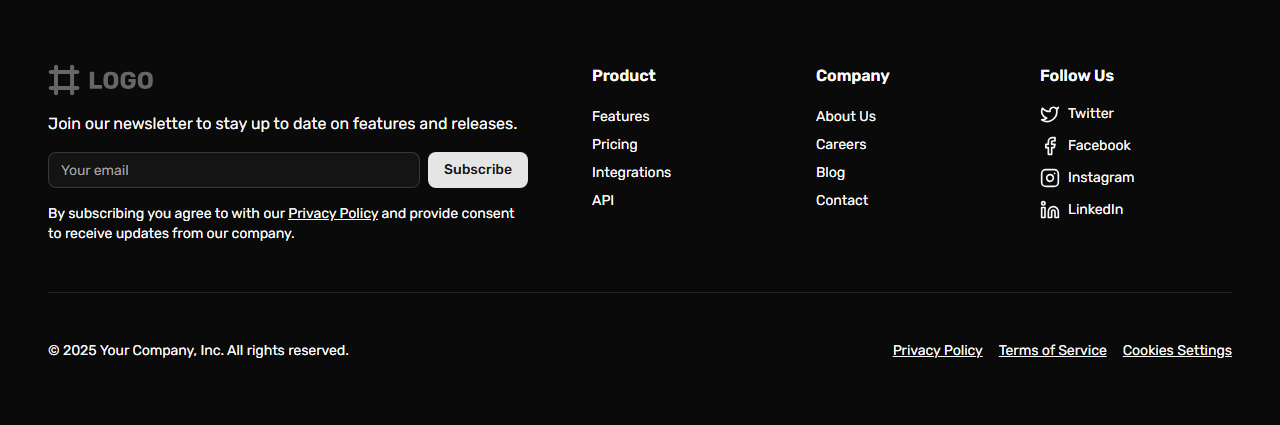 LOGO
Join our newsletter to stay up to date on features and releases.
Your email
Subscribe
By subscribing you agree to with our Privacy Policy and provide consent
to receive updates from our company.
Product
Features
Pricing
Integrations
API
Company
About Us
Careers
Blog
Contact
Follow Us
Twitter
Facebook
Instagram
LinkedIn
© 2025 Your Company, Inc. All rights reserved.
Privacy Policy
Terms of Service
Cookies Settings